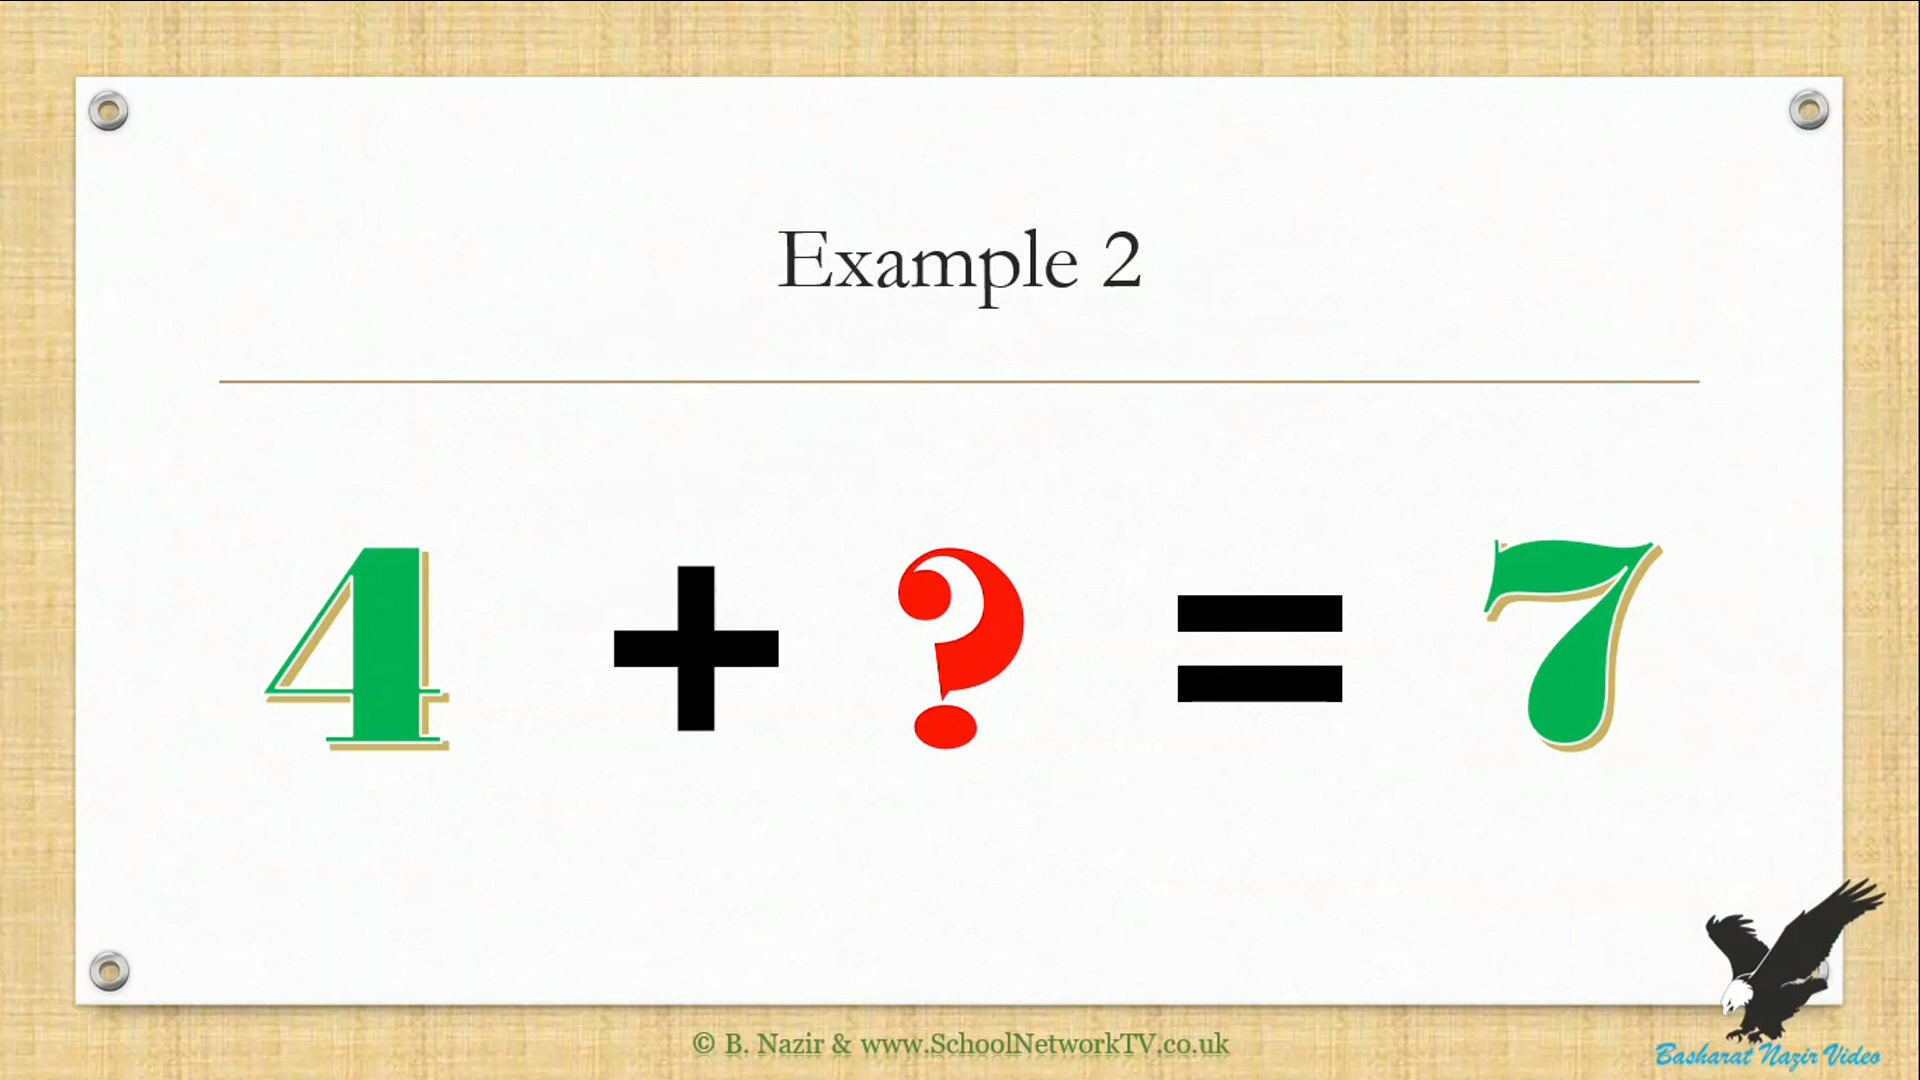 Example 2
4 + ? = 7
© B. Nazir & www.SchoolNetworkTV.co.uk
Basharat Nazir Video